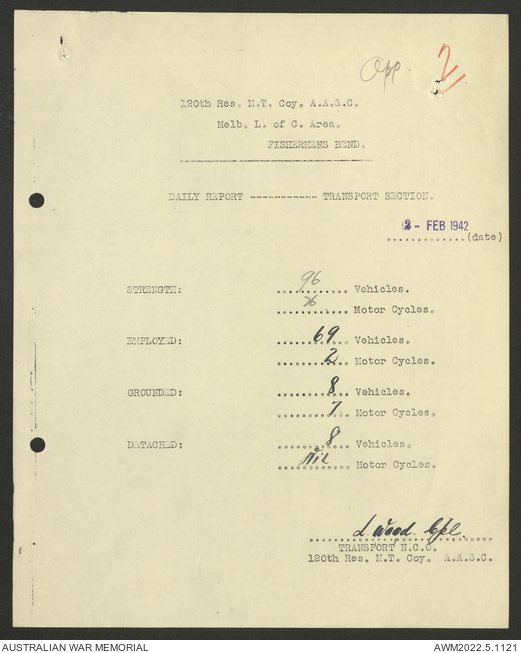 Opp.
120th Res. M.T. Coy. A.A.S.C.
Melb. L. of C. Area.
FISHERMENS BEND.
DAILY REPORT ------------ TRANSPORT SECTION.
2 - FEB 1942
.............(date)
STRENGTH: 96 Vehicles.
Motor Cycles.
EMPLOYED: 69 Vehicles.
2 Motor Cycles.
GROUNDED: 8 Vehicles.
7 Motor Cycles.
DETACHED: 8 Vehicles.
Nil Motor Cycles.
L. Wood. Cpl.
TRANSPORT N.C.O.
120th Res. M.T. Coy. A.A.S.C.
AUSTRALIAN WAR MEMORIAL
AWM2022.5.1121